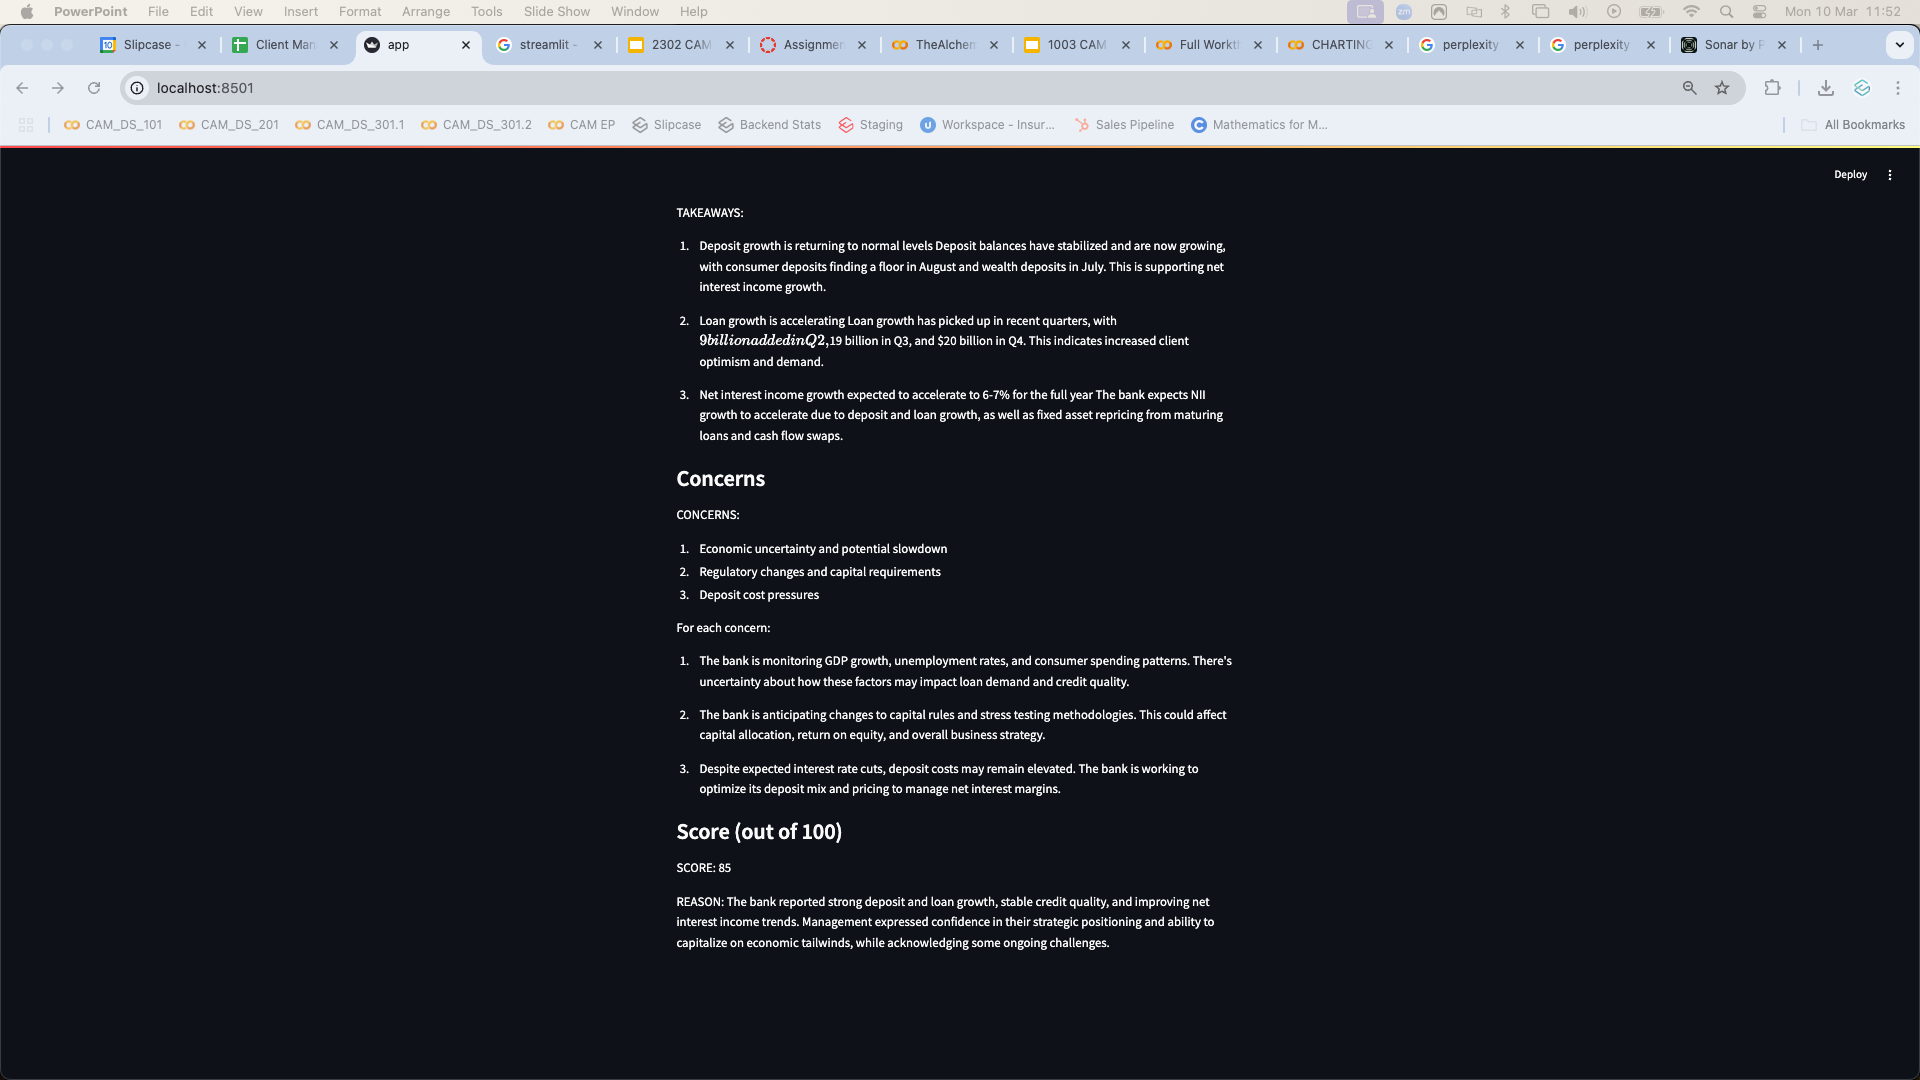 PowerPoint File Edit View Insert Format Arrange Tools Slide Show Window Help zm Mon 10 Mar 11:52
10 Slipcase - Client Man app streamlit - 2302 CAM Assignmen TheAlchen 1003 CAM Full Workt CHARTING perplexity perplexity Sonar by P
localhost:8501
CAM_DS_101 CAM_DS_201 CAM_DS_301.1 CAM_DS_301.2 CAM EP Slipcase Backend Stats Staging Workspace - Insur... Sales Pipeline Mathematics for M... All Bookmarks
Deploy
TAKEAWAYS:
1. Deposit growth is returning to normal levels Deposit balances have stabilized and are now growing,
with consumer deposits finding a floor in August and wealth deposits in July. This is supporting net
interest income growth.
2. Loan growth is accelerating Loan growth has picked up in recent quarters, with
9billionaddedinQ2,19 billion in Q3, and $20 billion in Q4. This indicates increased client
optimism and demand.
3. Net interest income growth expected to accelerate to 6-7% for the full year The bank expects NII
growth to accelerate due to deposit and loan growth, as well as fixed asset repricing from maturing
loans and cash flow swaps.
Concerns
CONCERNS:
1. Economic uncertainty and potential slowdown
2. Regulatory changes and capital requirements
3. Deposit cost pressures
For each concern:
1. The bank is monitoring GDP growth, unemployment rates, and consumer spending patterns. There's
uncertainty about how these factors may impact loan demand and credit quality.
2. The bank is anticipating changes to capital rules and stress testing methodologies. This could affect
capital allocation, return on equity, and overall business strategy.
3. Despite expected interest rate cuts, deposit costs may remain elevated. The bank is working to
optimize its deposit mix and pricing to manage net interest margins.
Score (out of 100)
SCORE: 85
REASON: The bank reported strong deposit and loan growth, stable credit quality, and improving net
interest income trends. Management expressed confidence in their strategic positioning and ability to
capitalize on economic tailwinds, while acknowledging some ongoing challenges.